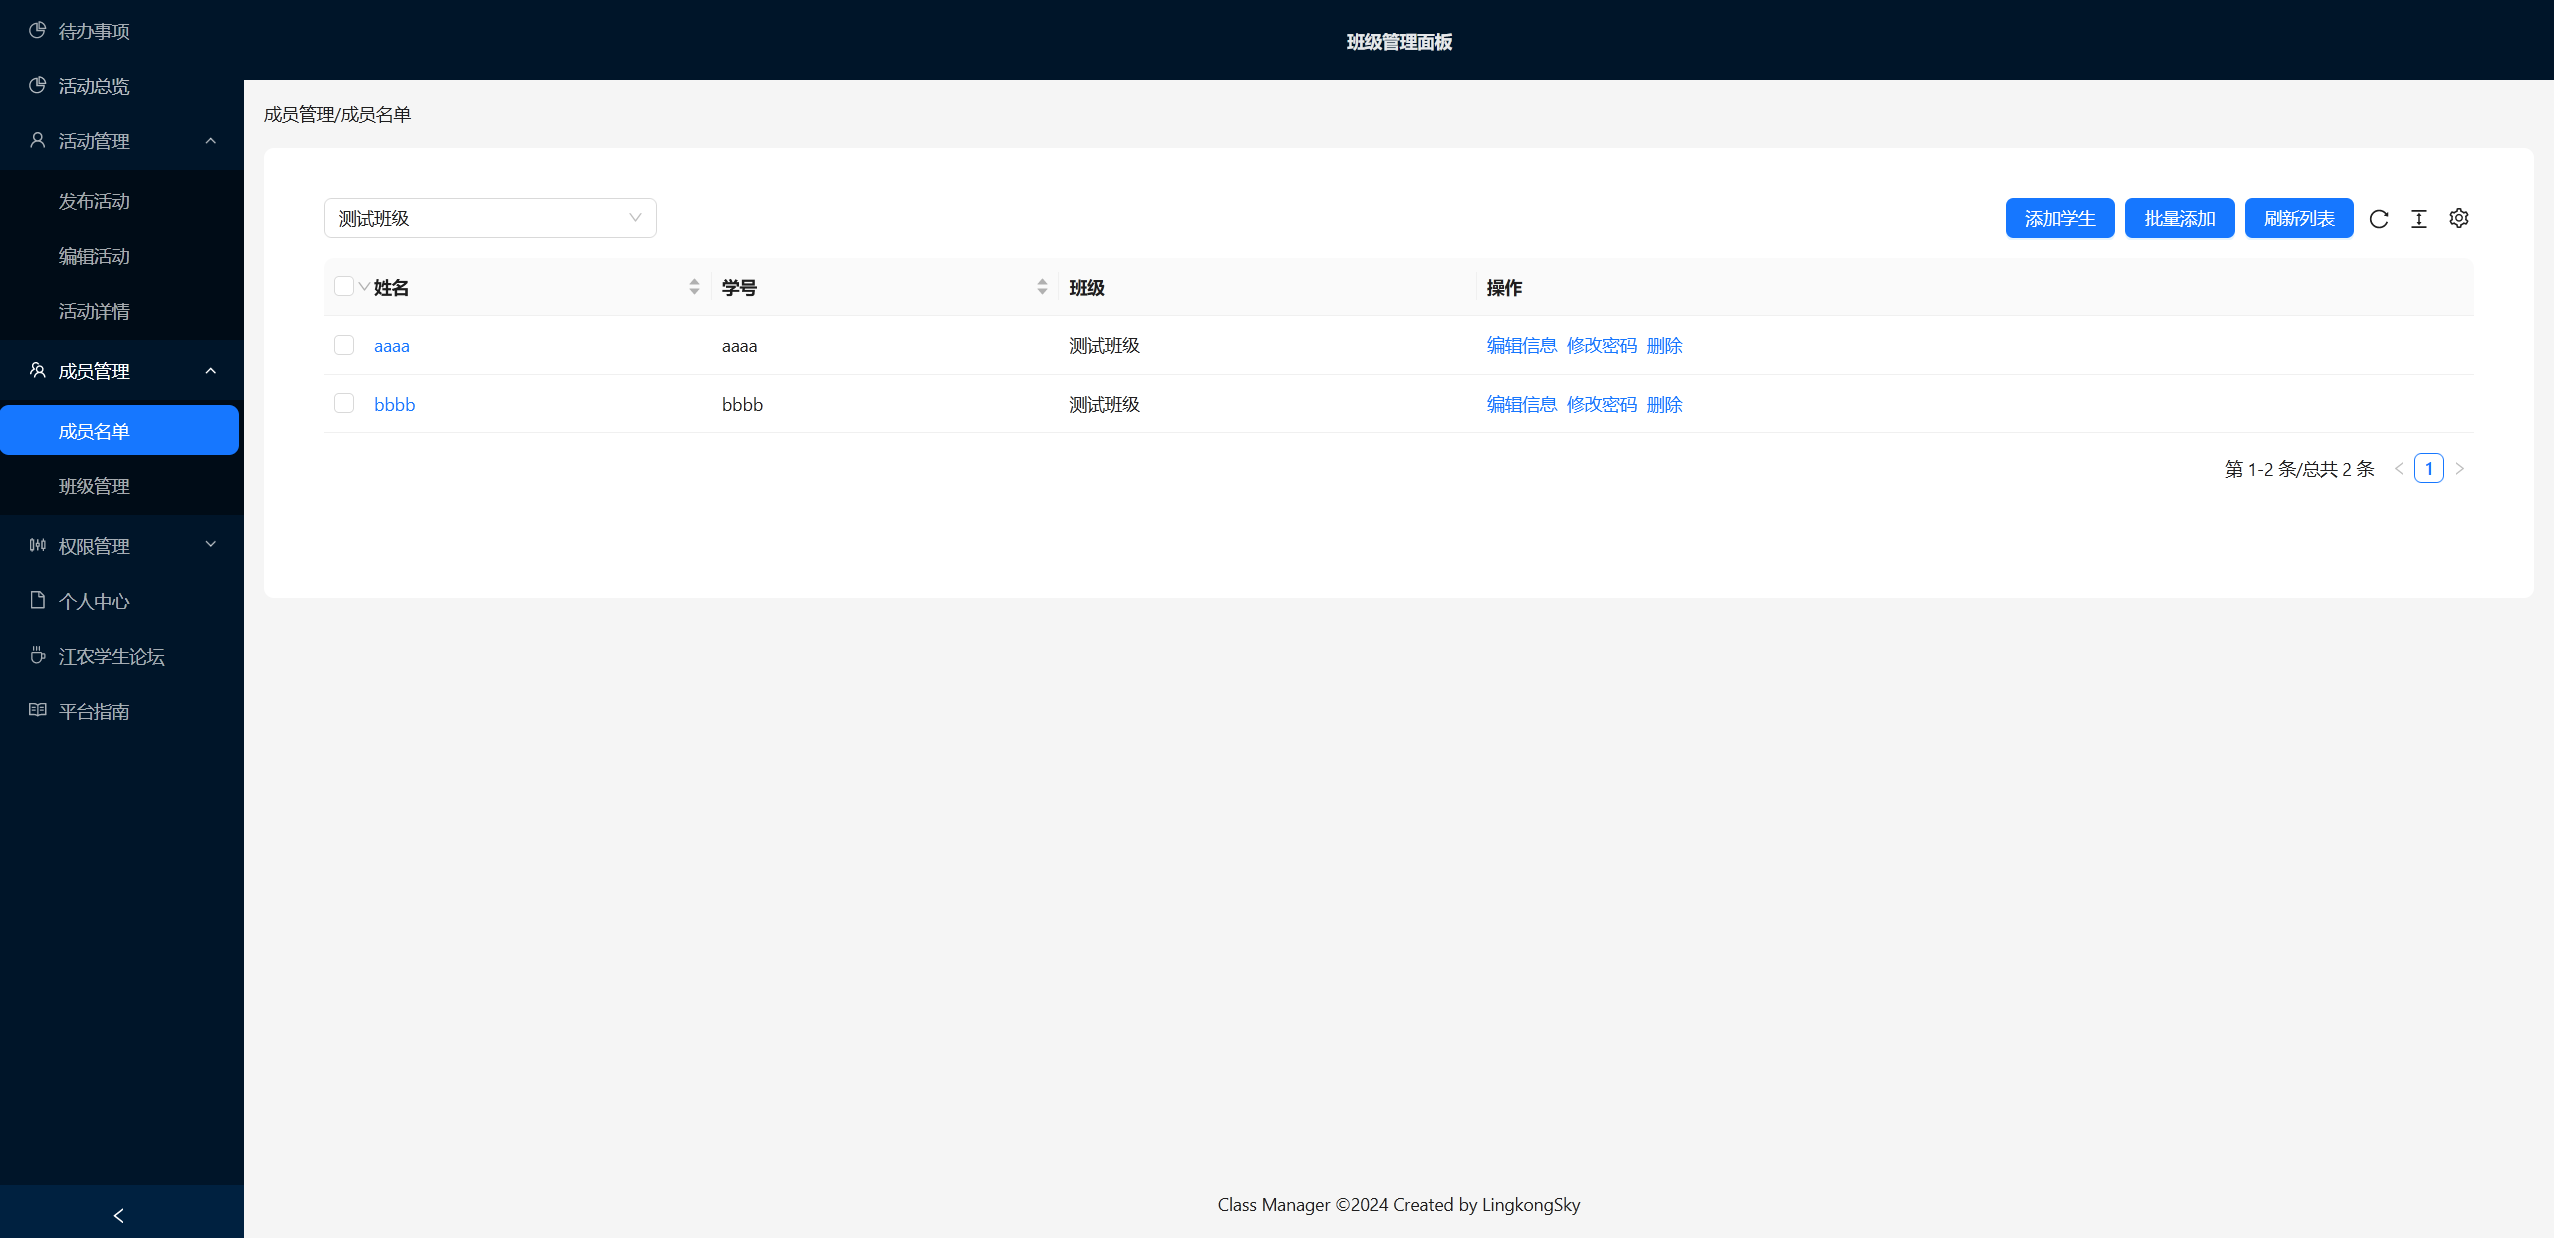 待办事项
活动总览
活动管理
发布活动
编辑活动
活动详情
成员管理
成员名单
班级管理
权限管理
个人中心
江农学生论坛
平台指南
班级管理面板
成员管理/成员名单
测试班级
添加学生 批量添加 刷新列表
姓名 学号 班级 操作
aaaa aaaa 测试班级 编辑信息 修改密码 删除
bbbb bbbb 测试班级 编辑信息 修改密码 删除
第 1-2 条/总共 2 条 1
Class Manager ©2024 Created by LingkongSky